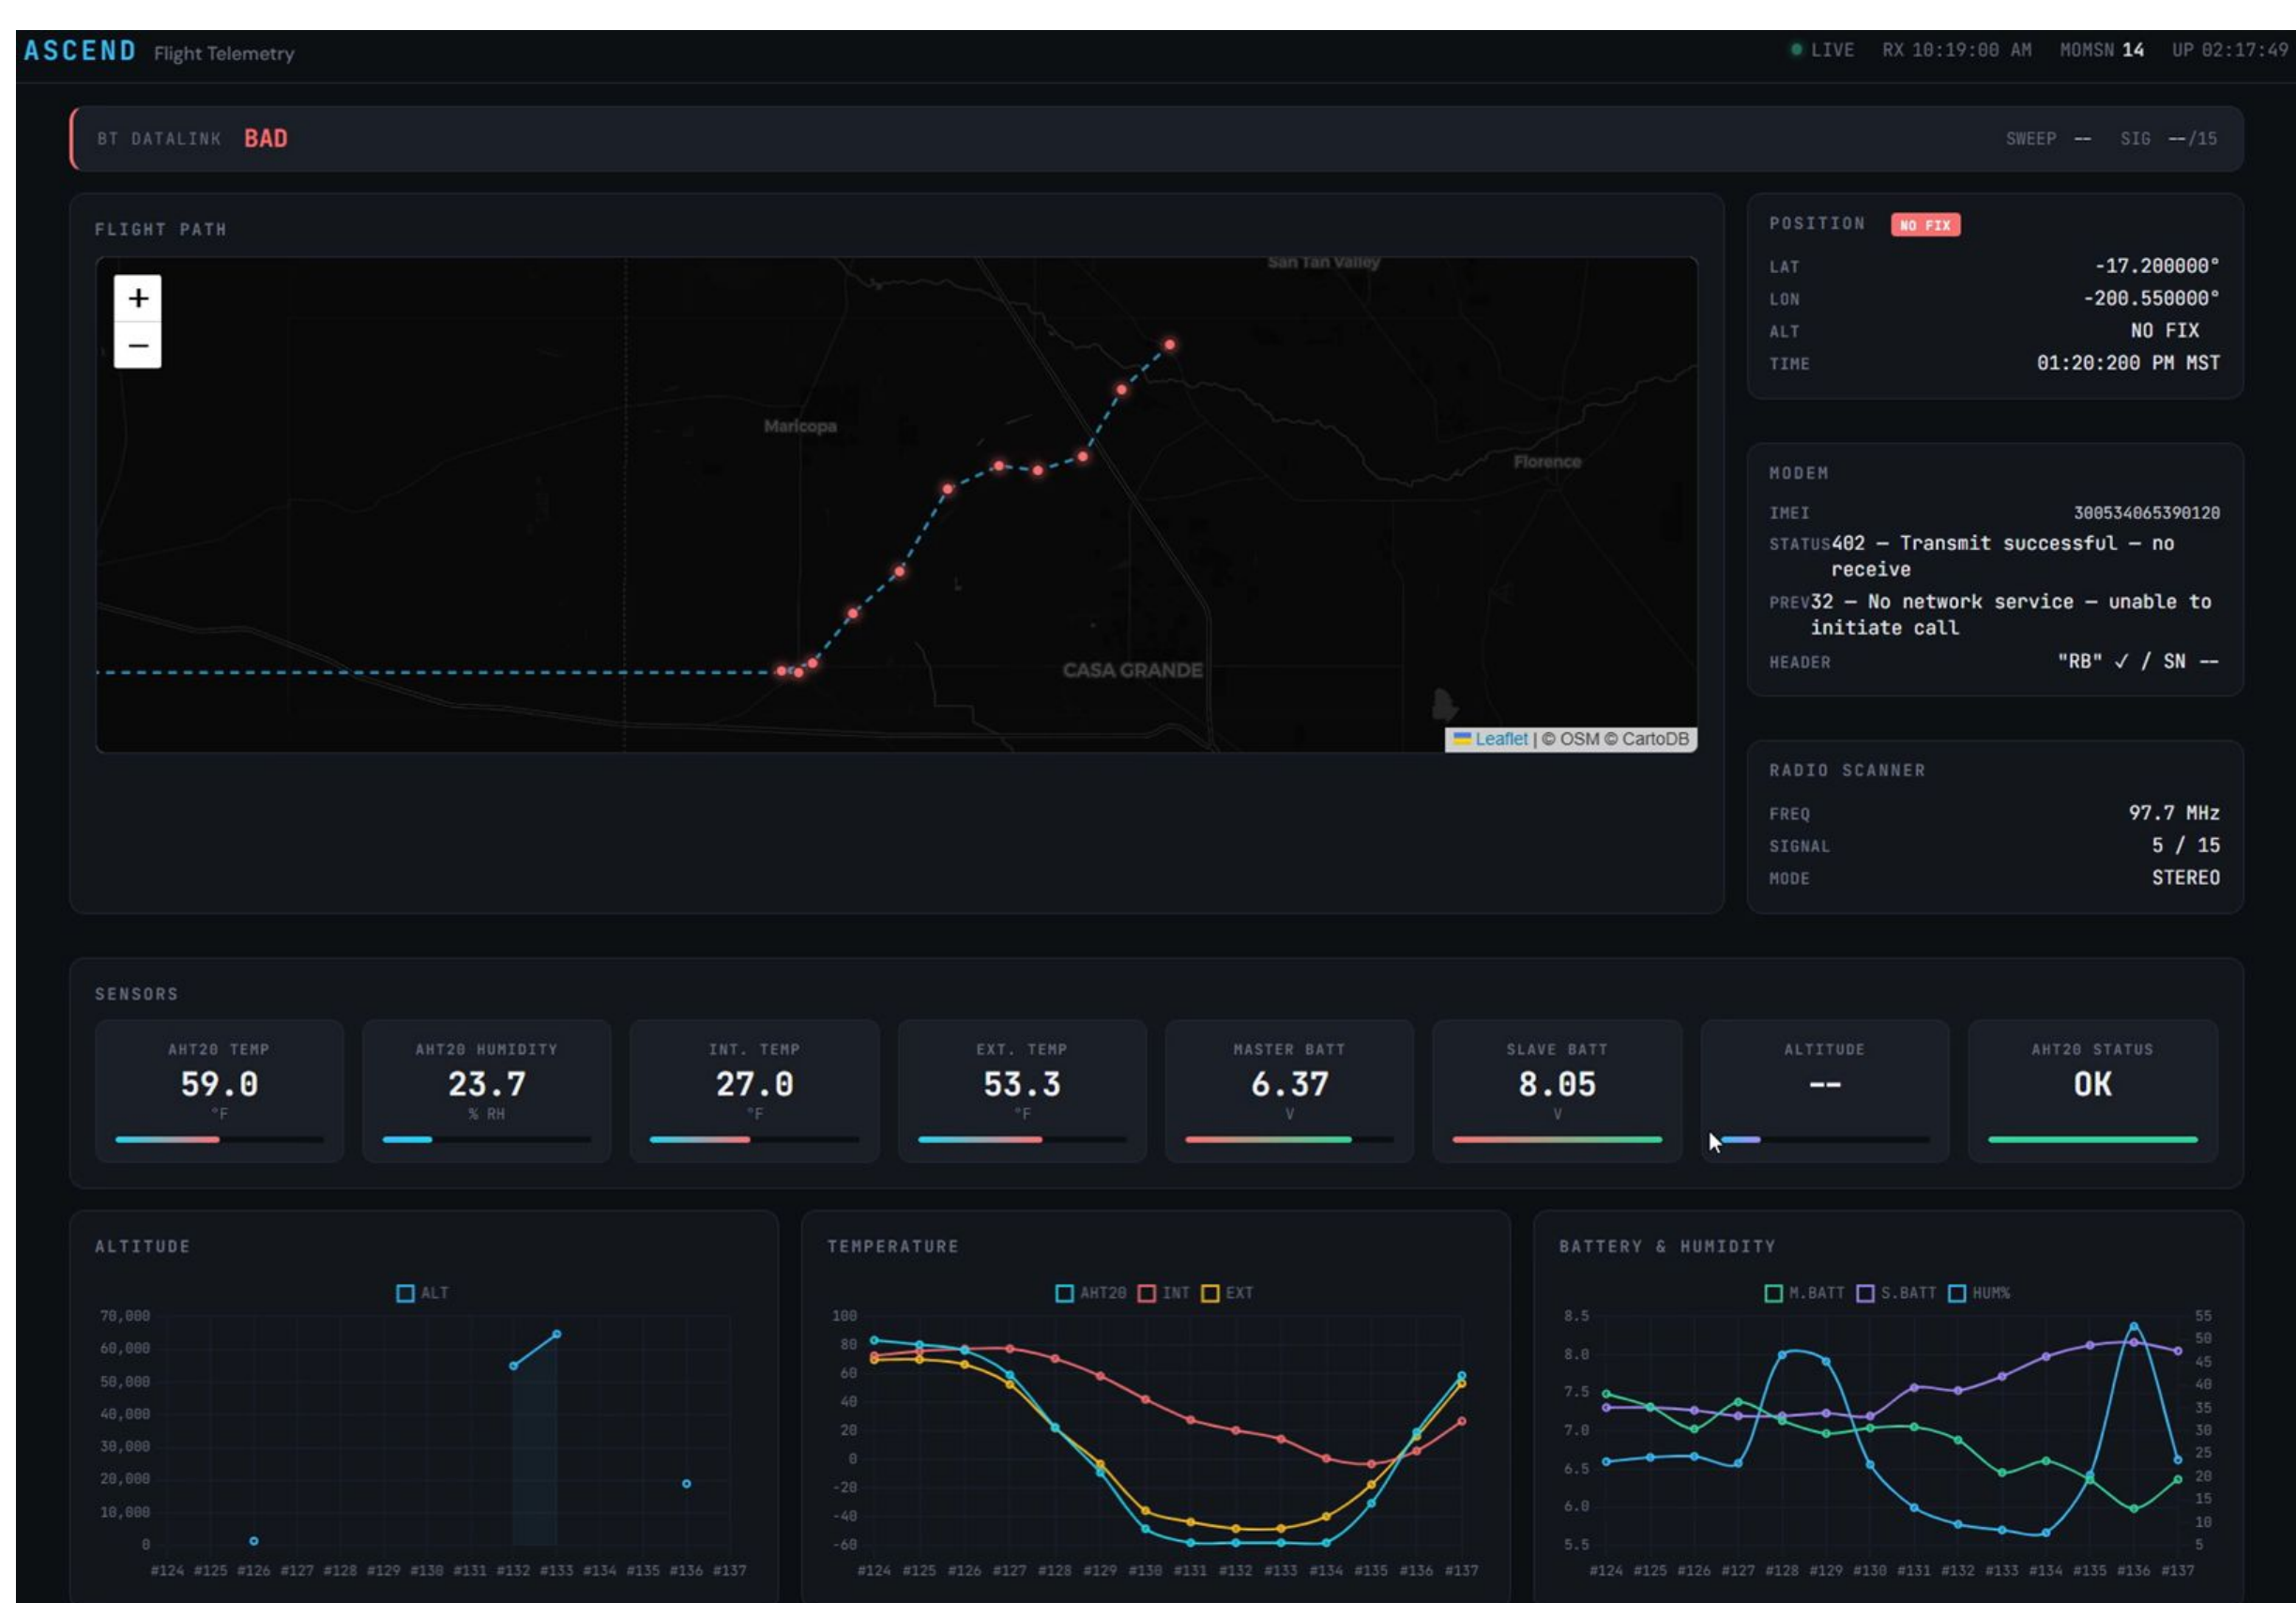 ASCEND Flight Telemetry
LIVE RX 10:19:00 AM MOMSN 14 UP 02:17:49
BT DATALINK BAD
SWEEP -- SIG --/15
FLIGHT PATH
+
−
San Tan Valley
Maricopa
Florence
CASA GRANDE
Leaflet | © OSM © CartoDB
POSITION NO FIX
LAT -17.200000°
LON -200.550000°
ALT NO FIX
TIME 01:20:200 PM MST
MODEM
IMEI 300534065390120
STATUS 402 — Transmit successful — no
receive
PREV 32 — No network service — unable to
initiate call
HEADER "RB" ✓ / SN --
RADIO SCANNER
FREQ 97.7 MHz
SIGNAL 5 / 15
MODE STEREO
SENSORS
AHT20 TEMP
59.0
°F
AHT20 HUMIDITY
23.7
% RH
INT. TEMP
27.0
°F
EXT. TEMP
53.3
°F
MASTER BATT
6.37
V
SLAVE BATT
8.05
V
ALTITUDE
--
AHT20 STATUS
OK
ALTITUDE
ALT
70,000
60,000
50,000
40,000
30,000
20,000
10,000
0
#124 #125 #126 #127 #128 #129 #130 #131 #132 #133 #134 #135 #136 #137
TEMPERATURE
AHT20 INT EXT
100
80
60
40
20
0
-20
-40
-60
#124 #125 #126 #127 #128 #129 #130 #131 #132 #133 #134 #135 #136 #137
BATTERY & HUMIDITY
M.BATT S.BATT HUM%
8.5
8.0
7.5
7.0
6.5
6.0
5.5
55
50
45
40
35
30
25
20
15
10
5
#124 #125 #126 #127 #128 #129 #130 #131 #132 #133 #134 #135 #136 #137